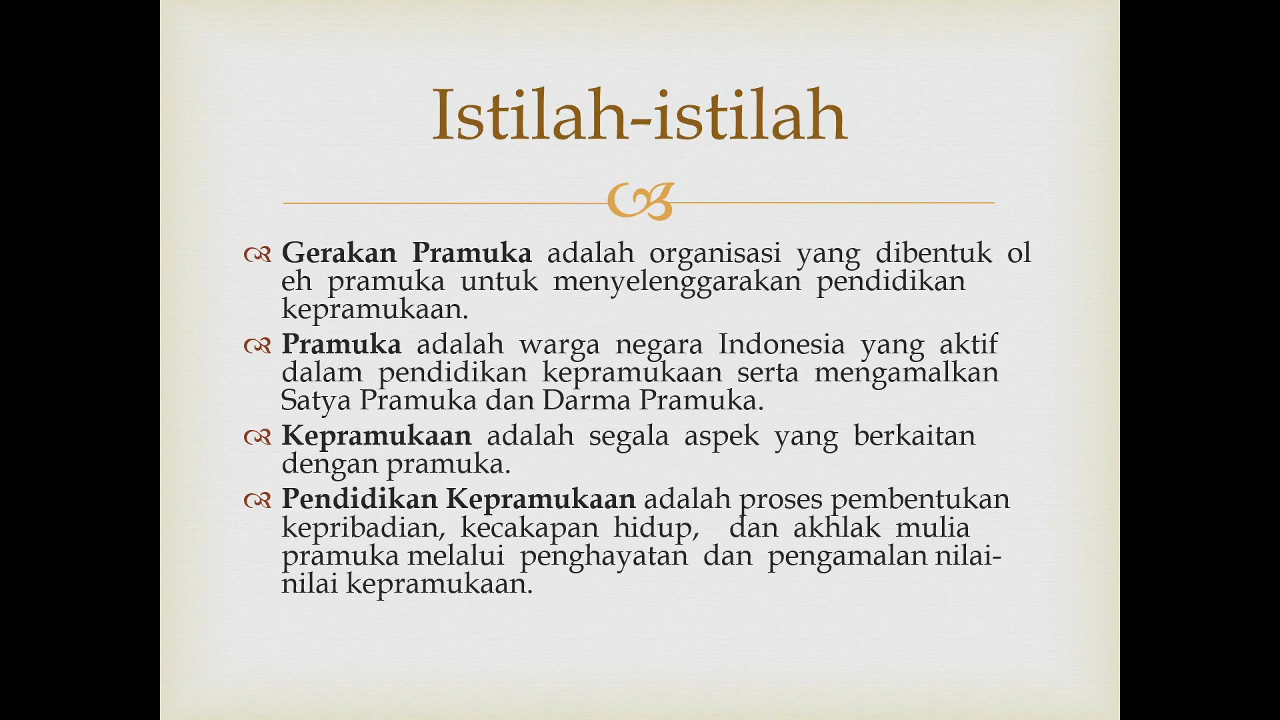 Istilah-istilah
Gerakan Pramuka adalah organisasi yang dibentuk ol
eh pramuka untuk menyelenggarakan pendidikan
kepramukaan.
Pramuka adalah warga negara Indonesia yang aktif
dalam pendidikan kepramukaan serta mengamalkan
Satya Pramuka dan Darma Pramuka.
Kepramukaan adalah segala aspek yang berkaitan
dengan pramuka.
Pendidikan Kepramukaan adalah proses pembentukan
kepribadian, kecakapan hidup, dan akhlak mulia
pramuka melalui penghayatan dan pengamalan nilai-
nilai kepramukaan.